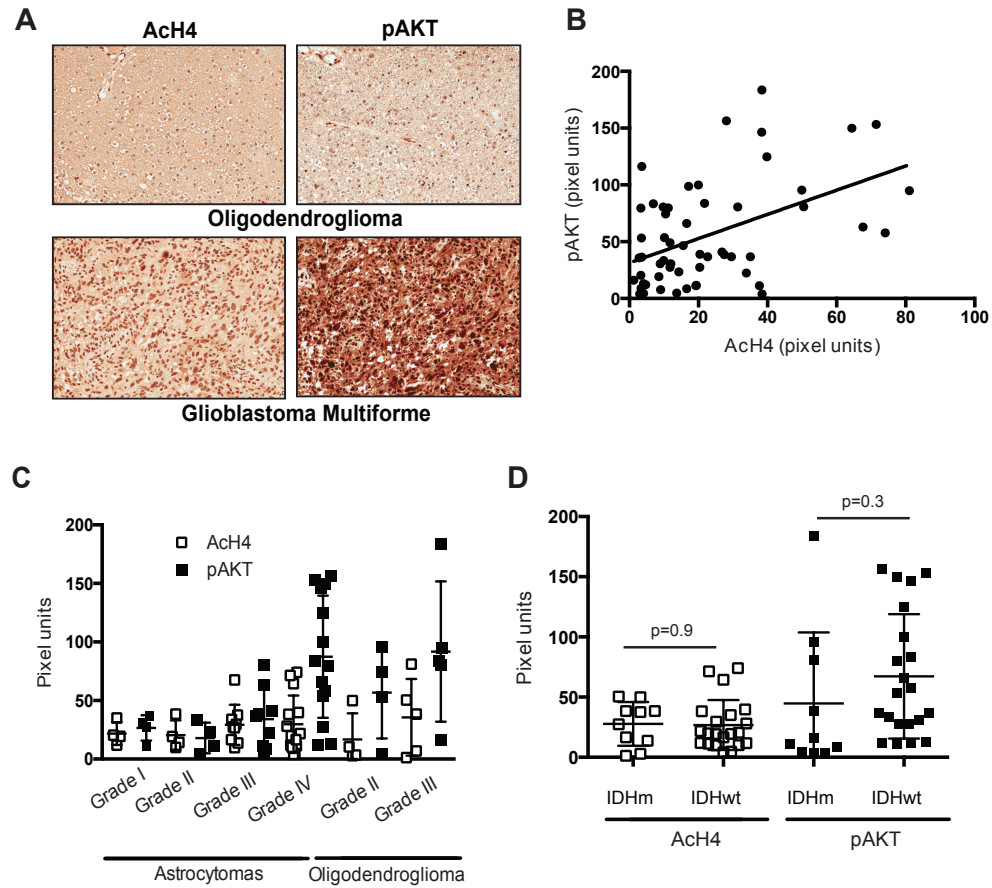 A
AcH4 pAKT
Oligodendroglioma
Glioblastoma Multiforme
B
200
150
100
50
0
0 20 40 60 80 100
pAKT (pixel units)
AcH4 (pixel units)
C
200
150
100
50
0
Pixel units
AcH4
pAKT
Grade I Grade II Grade III Grade IV Grade II Grade III
Astrocytomas Oligodendroglioma
D
200
150
100
50
0
Pixel units
p=0.9
p=0.3
IDHm IDHwt IDHm IDHwt
AcH4 pAKT